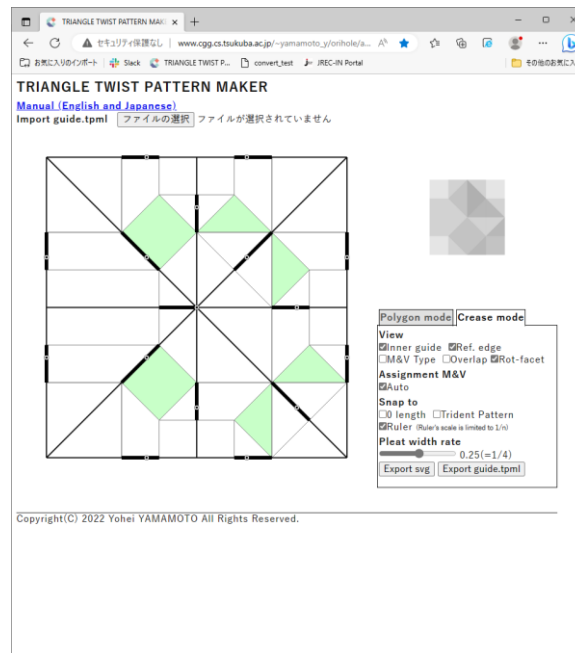 TRIANGLE TWIST PATTERN MAK
セキュリティ保護なし | www.cgg.cs.tsukuba.ac.jp/~yamamoto_y/orihole/a...
お気に入りのインポート Slack TRIANGLE TWIST P... convert_test JREC-IN Portal その他のお気に入
TRIANGLE TWIST PATTERN MAKER
Manual (English and Japanese)
Import guide.tpml ファイルの選択 ファイルが選択されていません
Polygon mode Crease mode
View
Inner guide Ref. edge
M&V Type Overlap Rot-facet
Assignment M&V
Auto
Snap to
0 length Trident Pattern
Ruler (Ruler's scale is limited to 1/n)
Pleat width rate
0.25(=1/4)
Export svg Export guide.tpml
Copyright(C) 2022 Yohei YAMAMOTO All Rights Reserved.